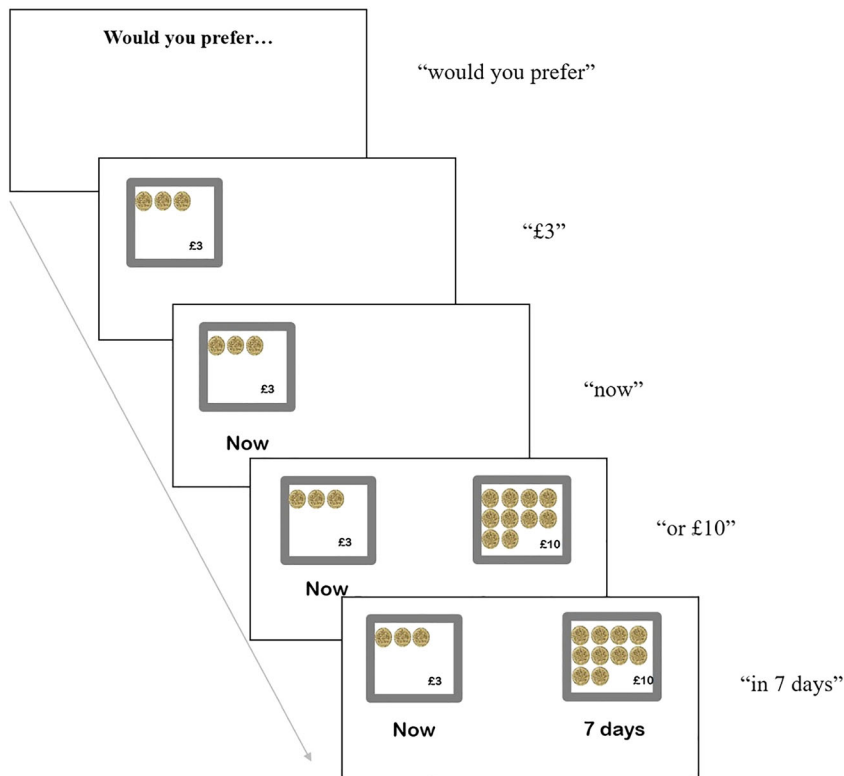 Would you prefer…
“would you prefer”
£3
“£3”
£3
“now”
Now
£3
£10
“or £10”
Now
£3
£10
“in 7 days”
Now
7 days